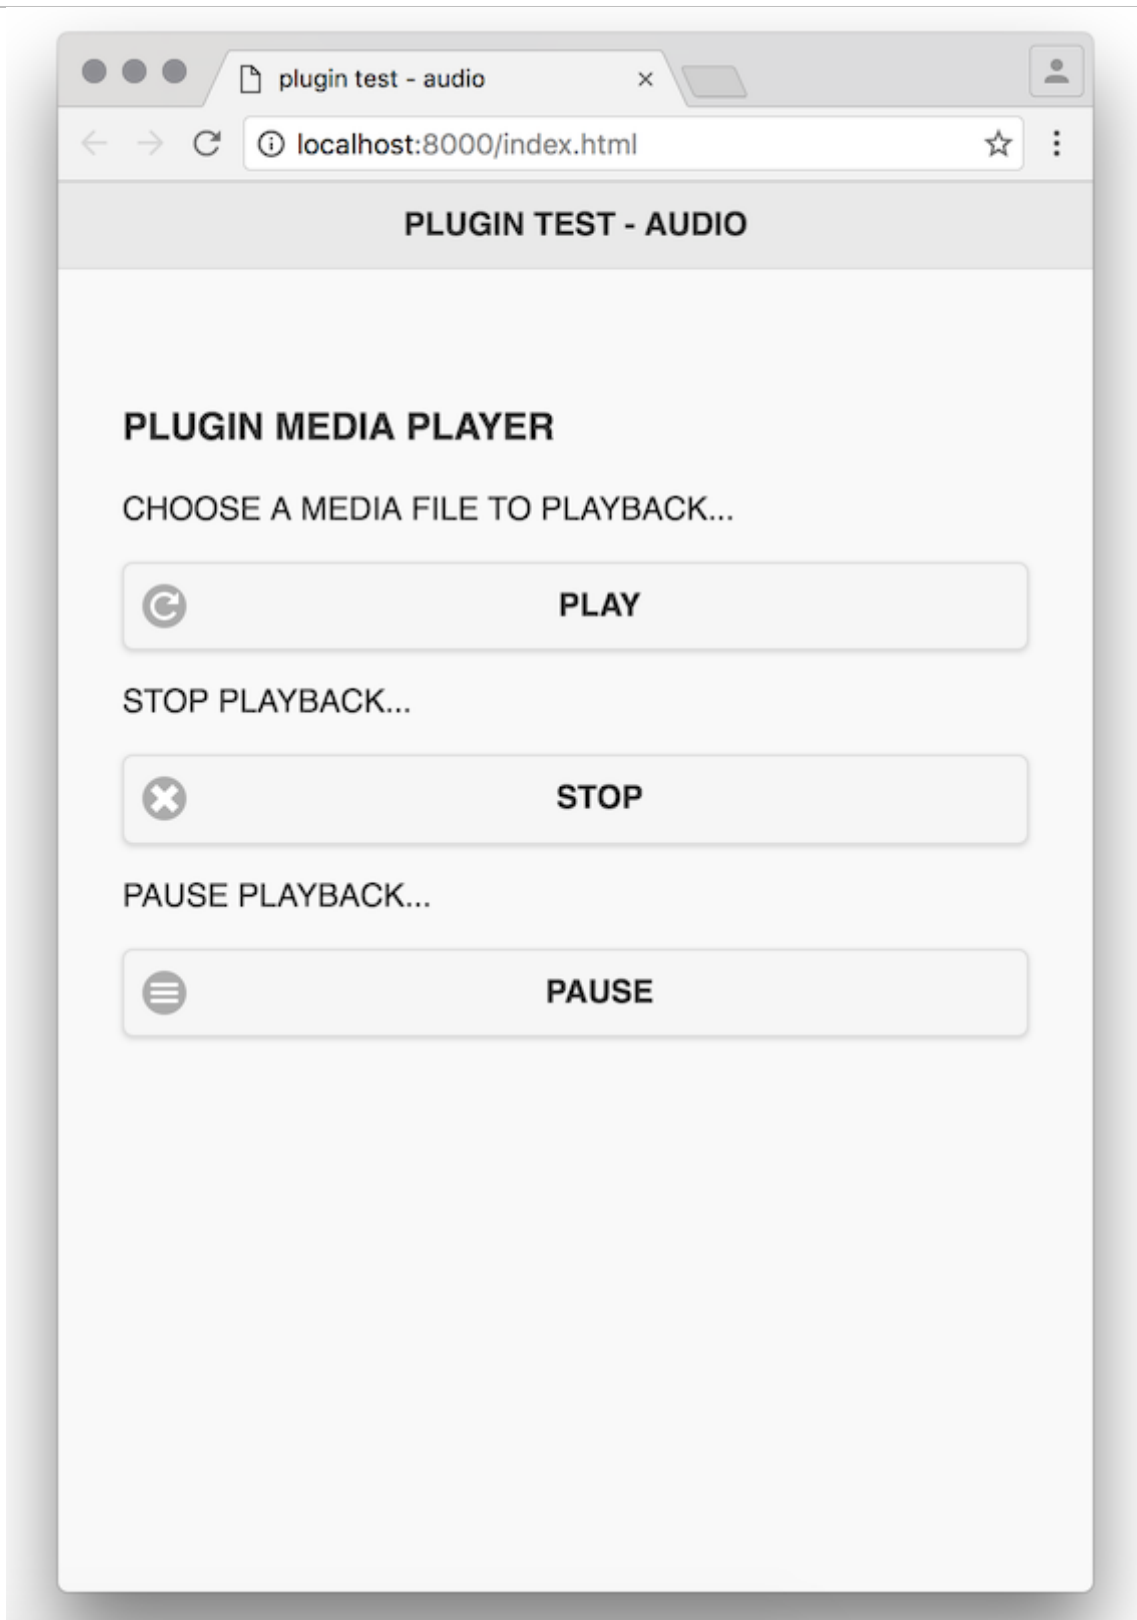 plugin test - audio
localhost:8000/index.html
PLUGIN TEST - AUDIO
PLUGIN MEDIA PLAYER
CHOOSE A MEDIA FILE TO PLAYBACK...
PLAY
STOP PLAYBACK...
STOP
PAUSE PLAYBACK...
PAUSE